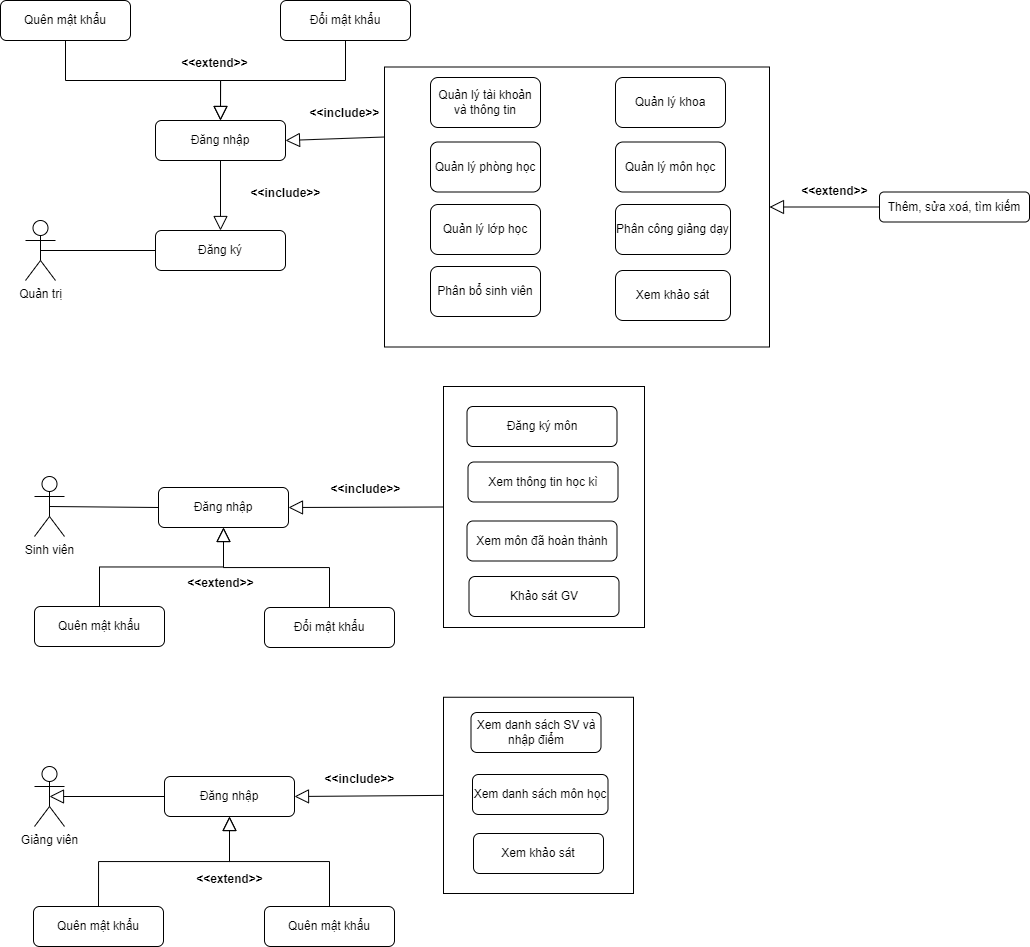 Quên mật khẩu
Đổi mật khẩu
<<extend>>
<<include>>
Đăng nhập
<<include>>
Đăng ký
Quản trị
Quản lý tài khoản
và thông tin
Quản lý khoa
Quản lý phòng học
Quản lý môn học
Quản lý lớp học
Phân công giảng dạy
Phân bổ sinh viên
Xem khảo sát
<<extend>>
Thêm, sửa xoá, tìm kiếm
Sinh viên
Đăng nhập
<<include>>
<<extend>>
Quên mật khẩu
Đổi mật khẩu
Đăng ký môn
Xem thông tin học kì
Xem môn đã hoàn thành
Khảo sát GV
Giảng viên
Đăng nhập
<<include>>
<<extend>>
Quên mật khẩu
Quên mật khẩu
Xem danh sách SV và
nhập điểm
Xem danh sách môn học
Xem khảo sát